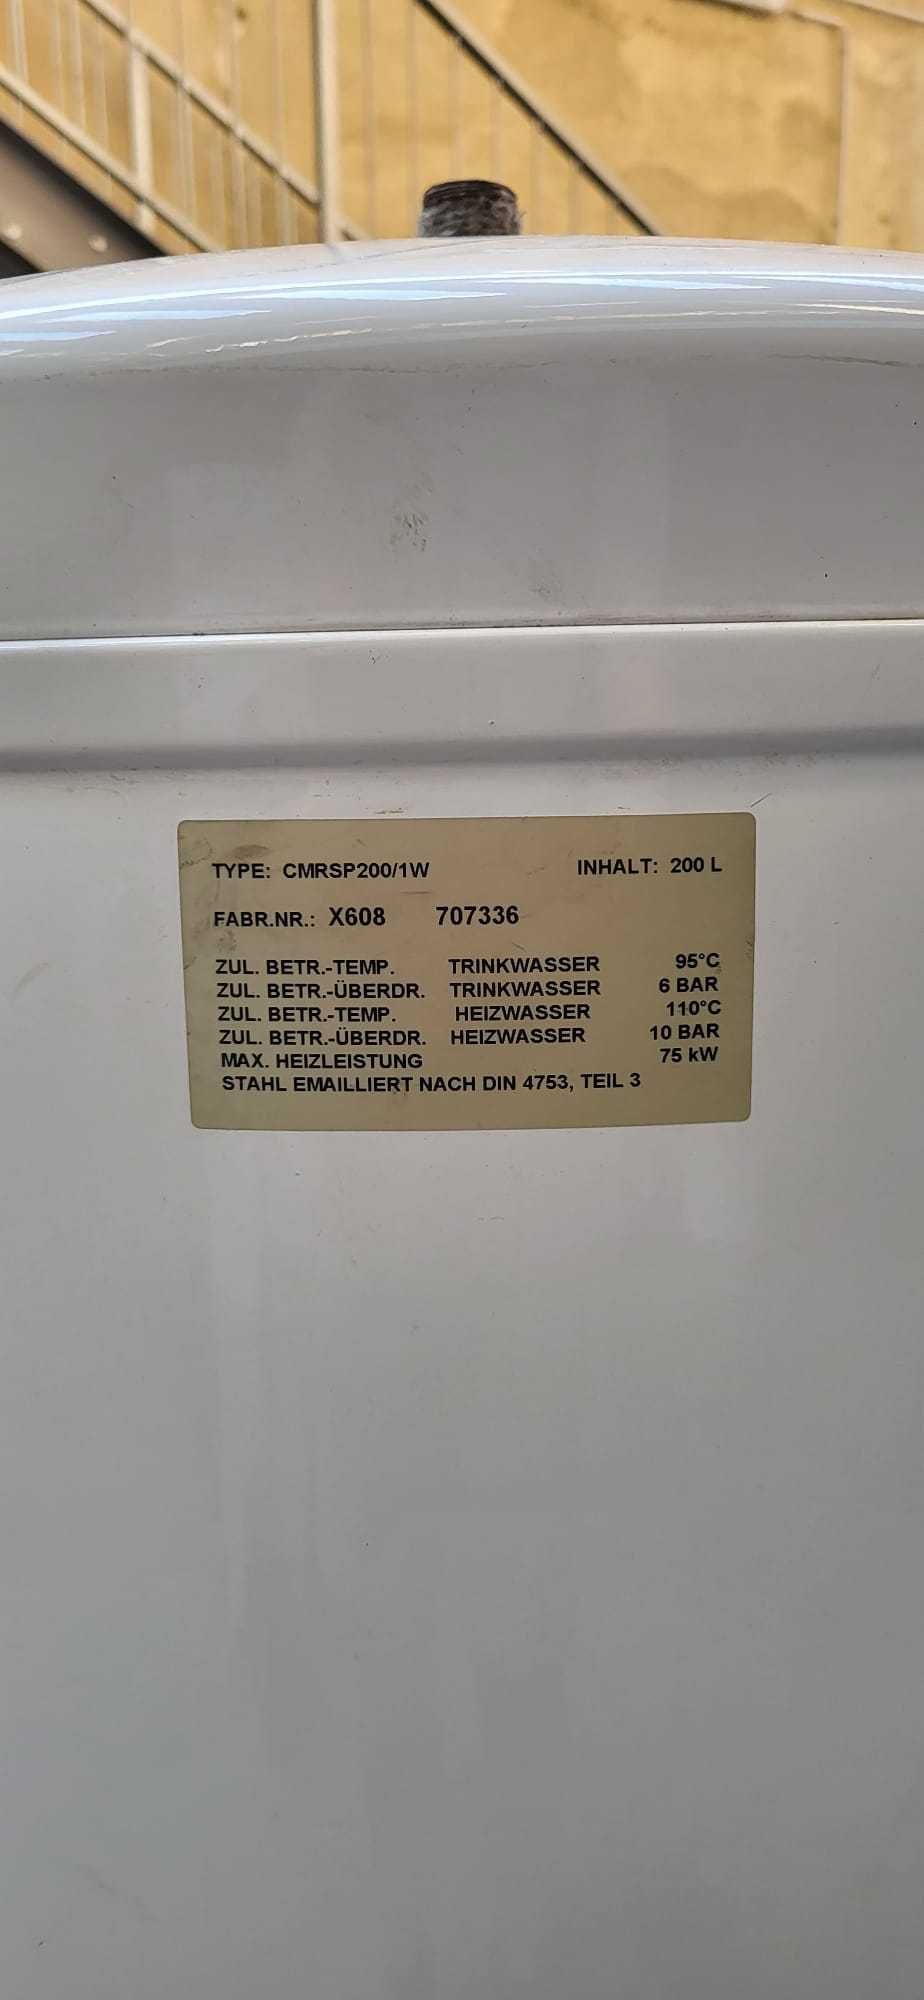 TYPE: CMRSP200/1W INHALT: 200 L
FABR.NR.: X608 707336
ZUL. BETR.-TEMP. TRINKWASSER 95°C
ZUL. BETR.-ÜBERDR. TRINKWASSER 6 BAR
ZUL. BETR.-TEMP. HEIZWASSER 110°C
ZUL. BETR.-ÜBERDR. HEIZWASSER 10 BAR
MAX. HEIZLEISTUNG 75 kW
STAHL EMAILLIERT NACH DIN 4753, TEIL 3